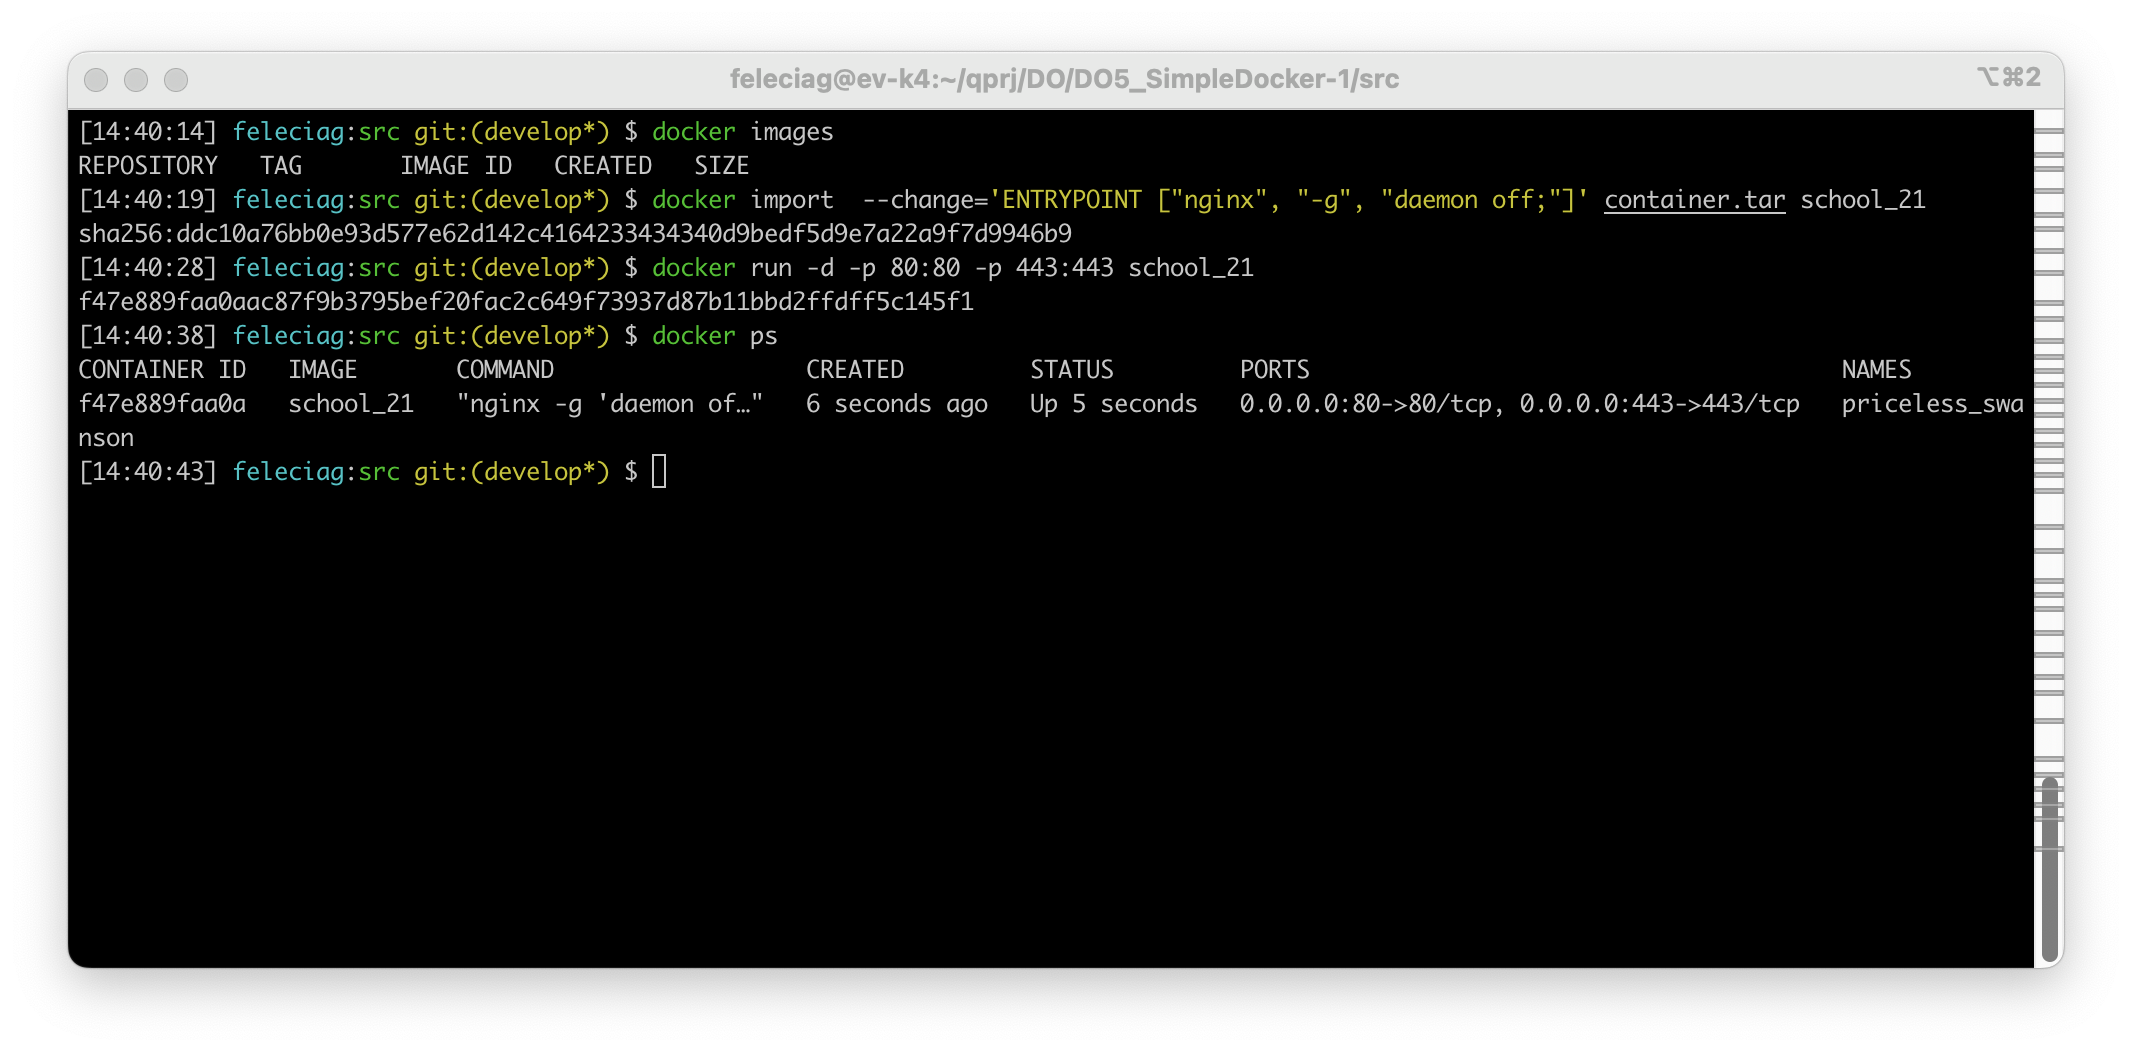 feleciag@ev-k4:~/qprj/DO/DO5_SimpleDocker-1/src
⌥⌘2
[14:40:14] feleciag:src git:(develop*) $ docker images
REPOSITORY   TAG       IMAGE ID   CREATED   SIZE
[14:40:19] feleciag:src git:(develop*) $ docker import  --change='ENTRYPOINT ["nginx", "-g", "daemon off;"]' container.tar school_21
sha256:ddc10a76bb0e93d577e62d142c4164233434340d9bedf5d9e7a22a9f7d9946b9
[14:40:28] feleciag:src git:(develop*) $ docker run -d -p 80:80 -p 443:443 school_21
f47e889faa0aac87f9b3795bef20fac2c649f73937d87b11bbd2ffdff5c145f1
[14:40:38] feleciag:src git:(develop*) $ docker ps
CONTAINER ID   IMAGE       COMMAND                  CREATED         STATUS         PORTS                                      NAMES
f47e889faa0a   school_21   "nginx -g 'daemon of…"   6 seconds ago   Up 5 seconds   0.0.0.0:80->80/tcp, 0.0.0.0:443->443/tcp   priceless_swa
nson
[14:40:43] feleciag:src git:(develop*) $